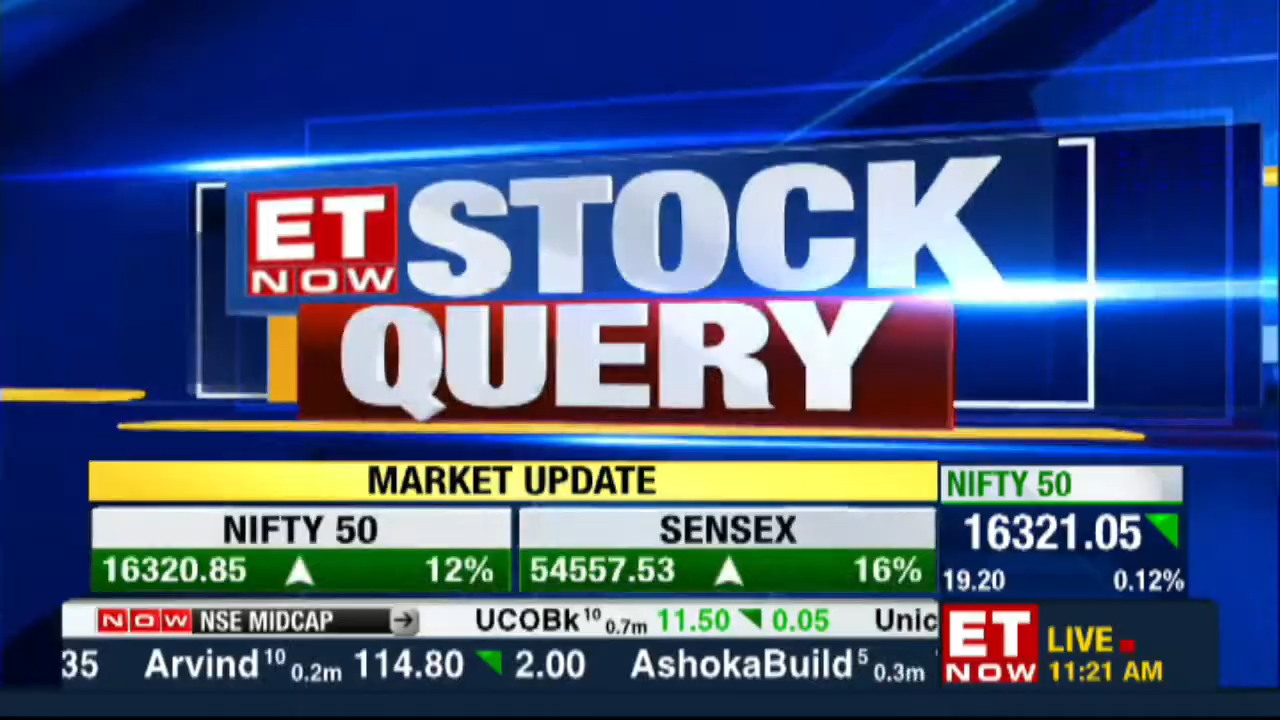 ET
NOW
STOCK
QUERY
MARKET UPDATE
NIFTY 50
16320.85 12%
SENSEX
54557.53 16%
NIFTY 50
16321.05
19.20 0.12%
NOW NSE MIDCAP UCOBk 10 0.7m 11.50 0.05 Unic
35 Arvind 10 0.2m 114.80 2.00 AshokaBuild 5 0.3m
ET
NOW
LIVE
11:21 AM